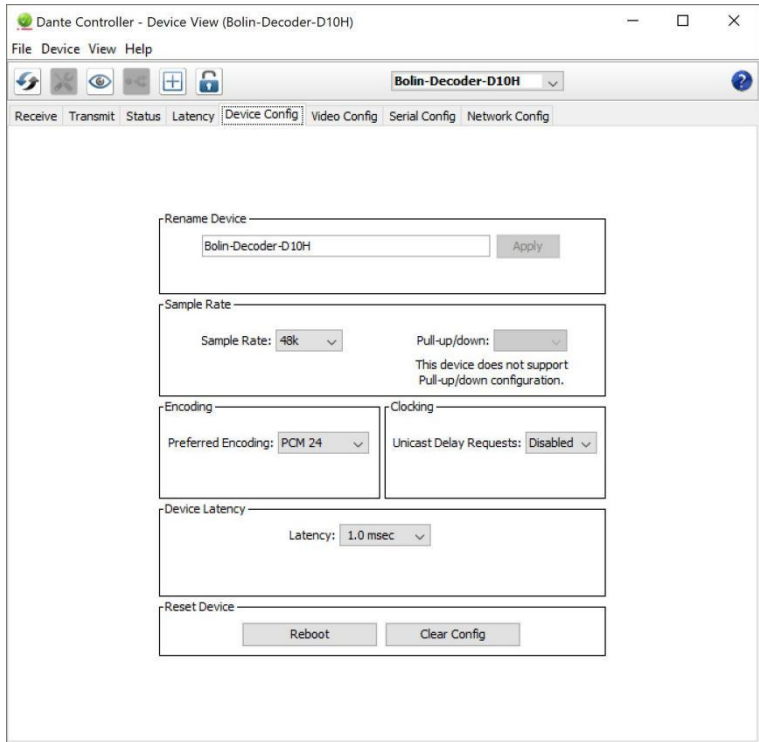 Dante Controller - Device View (Bolin-Decoder-D10H)
File Device View Help
Bolin-Decoder-D10H
?
Receive Transmit Status Latency Device Config Video Config Serial Config Network Config
Rename Device
Bolin-Decoder-D10H Apply
Sample Rate
Sample Rate: 48k Pull-up/down:
This device does not support
Pull-up/down configuration.
Encoding Clocking
Preferred Encoding: PCM 24 Unicast Delay Requests: Disabled
Device Latency
Latency: 1.0 msec
Reset Device
Reboot Clear Config